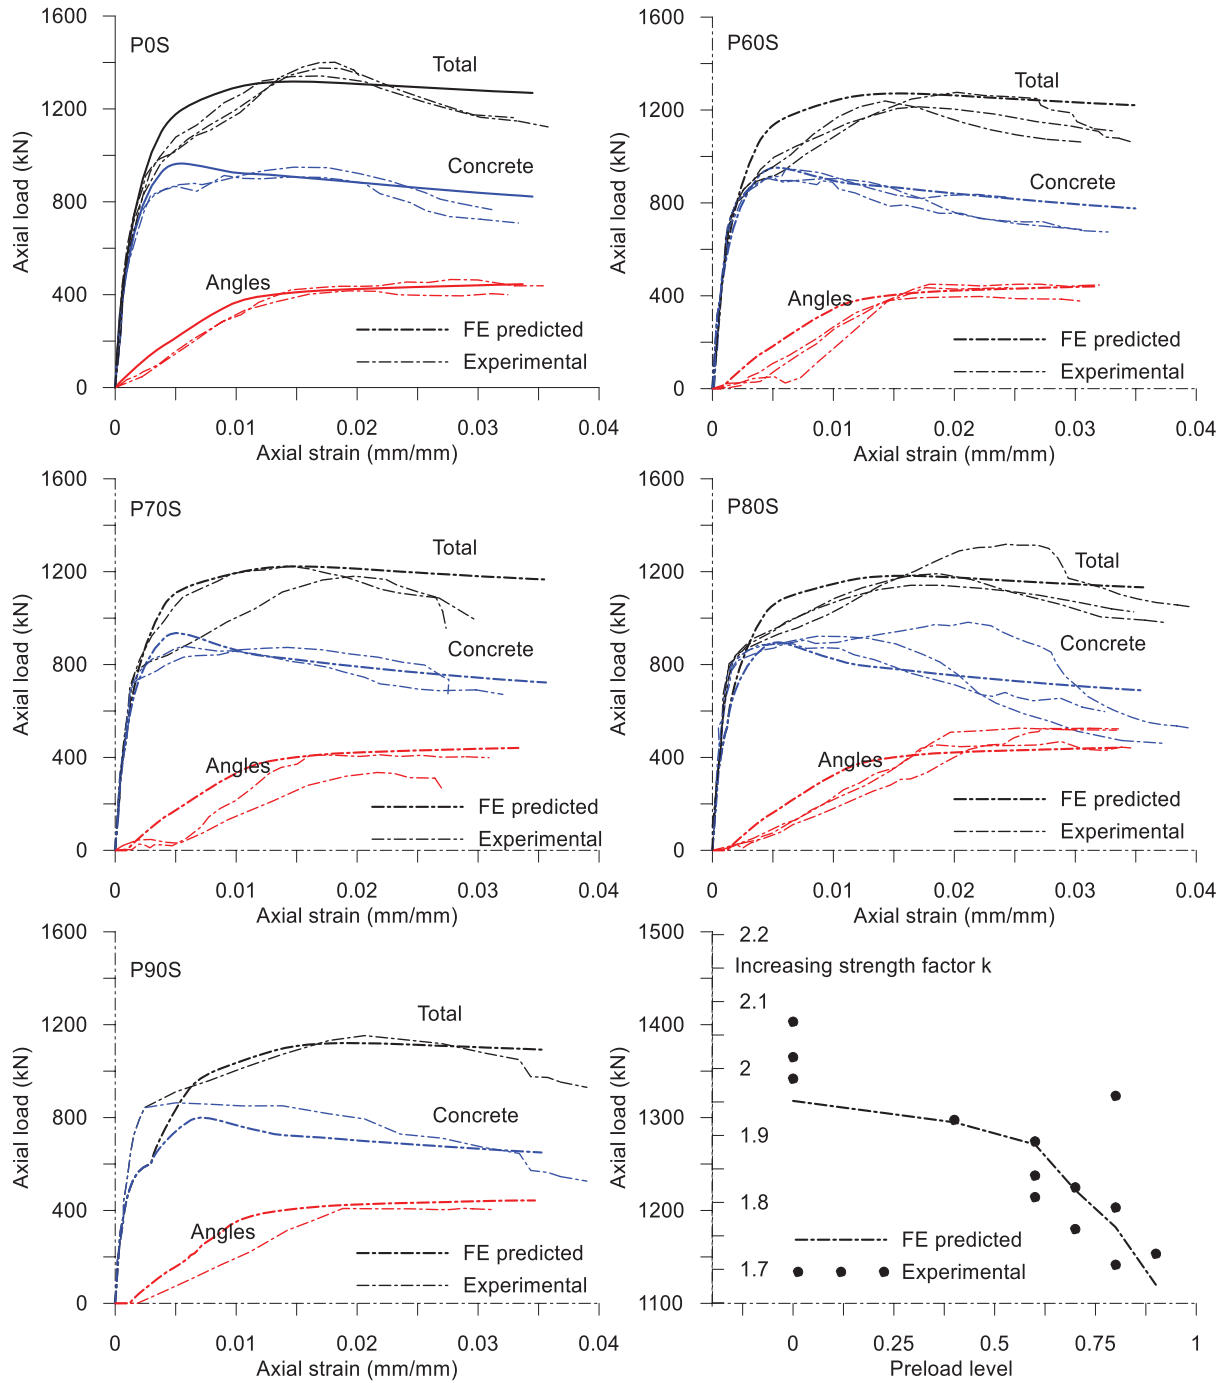 1600
P0S
Total
1200
Axial load (kN)
Concrete
800
Angles
400
FE predicted
Experimental
0
0 0.01 0.02 0.03 0.04
Axial strain (mm/mm)
1600
P60S
Total
1200
Axial load (kN)
Concrete
800
Angles
400
FE predicted
Experimental
0
0 0.01 0.02 0.03 0.04
Axial strain (mm/mm)
1600
P70S
Total
1200
Axial load (kN)
Concrete
800
Angles
400
FE predicted
Experimental
0
0 0.01 0.02 0.03 0.04
Axial strain (mm/mm)
1600
P80S
Total
1200
Axial load (kN)
Concrete
800
Angles
400
FE predicted
Experimental
0
0 0.01 0.02 0.03 0.04
Axial strain (mm/mm)
1600
P90S
Total
1200
Axial load (kN)
Concrete
800
Angles
400
FE predicted
Experimental
0
0 0.01 0.02 0.03 0.04
Axial strain (mm/mm)
1500
2.2
Increasing strength factor k
2.1
1400
Axial load (kN)
2
1300
1.9
1200
1.8
FE predicted
1.7
Experimental
1100
0 0.25 0.5 0.75 1
Preload level